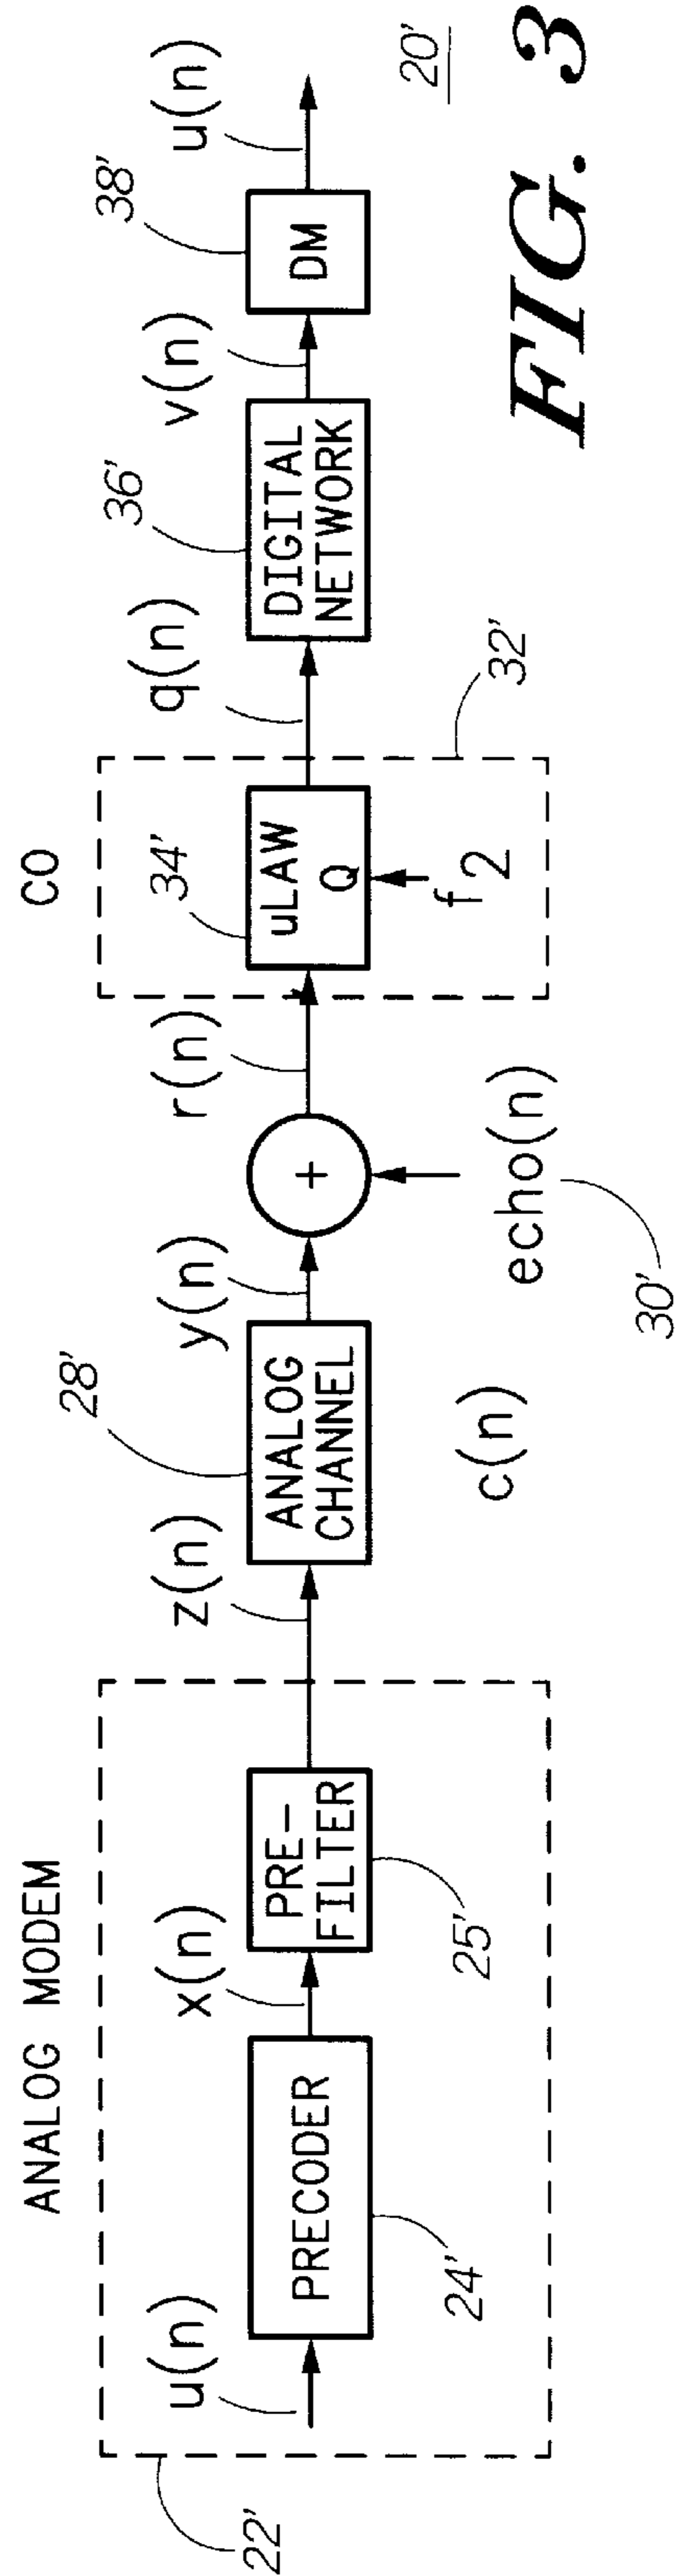 ANALOG MODEM
22'
u(n)
PRECODER
24'
x(n)
PRE-
FILTER
25'
z(n)
ANALOG
CHANNEL
28'
c(n)
y(n)
+
echo(n)
30'
r(n)
CO
34'
uLAW
Q
f2
32'
q(n)
36'
DIGITAL
NETWORK
v(n)
38'
DM
u(n)
20'
FIG. 3